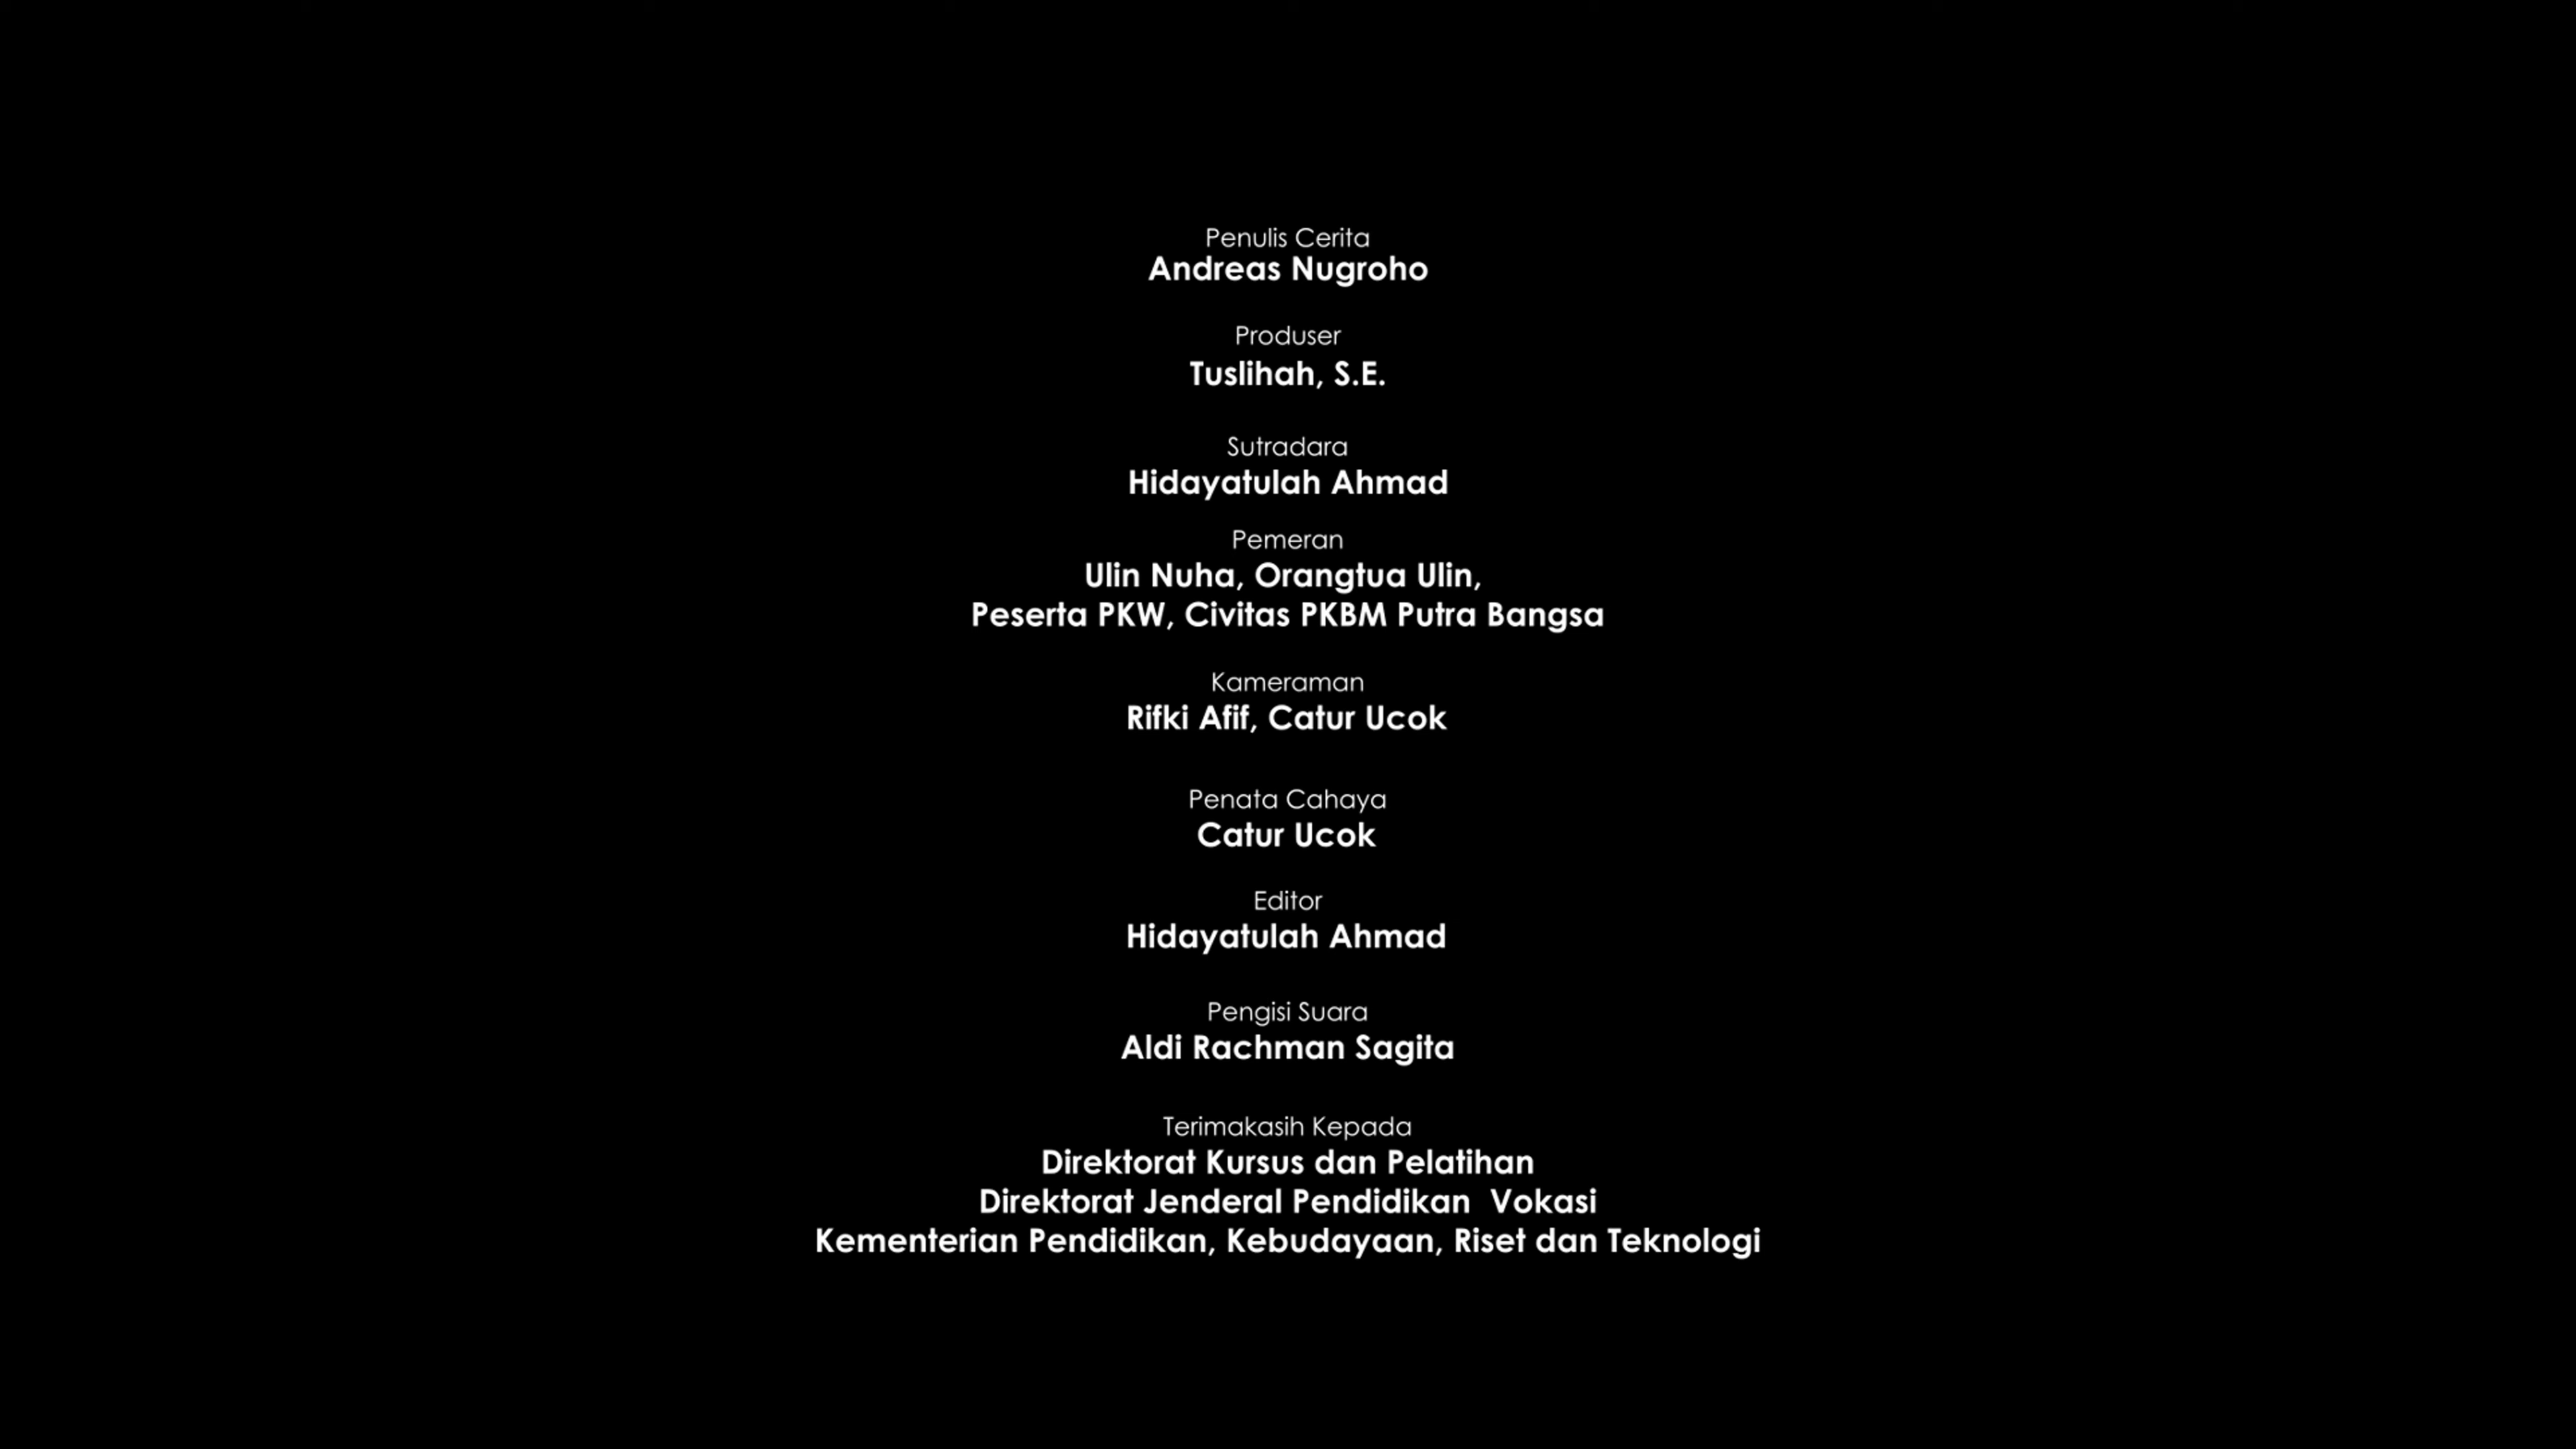 Penulis Cerita
Andreas Nugroho
Produser
Tuslihah, S.E.
Sutradara
Hidayatulah Ahmad
Pemeran
Ulin Nuha, Orangtua Ulin,
Peserta PKW, Civitas PKBM Putra Bangsa
Kameraman
Rifki Afif, Catur Ucok
Penata Cahaya
Catur Ucok
Editor
Hidayatulah Ahmad
Pengisi Suara
Aldi Rachman Sagita
Terimakasih Kepada
Direktorat Kursus dan Pelatihan
Direktorat Jenderal Pendidikan  Vokasi
Kementerian Pendidikan, Kebudayaan, Riset dan Teknologi